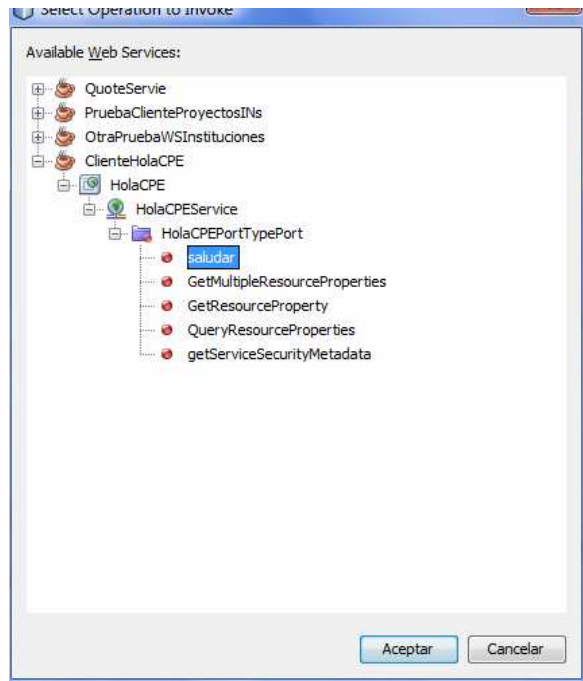 Select Operation to Invoke
Available Web Services:
QuoteServie
PruebaClienteProyectosINs
OtraPruebaWSInstituciones
ClienteHolaCPE
HolaCPE
HolaCPEService
HolaCPEPortTypePort
saludar
GetMultipleResourceProperties
GetResourceProperty
QueryResourceProperties
getServiceSecurityMetadata
Aceptar Cancelar